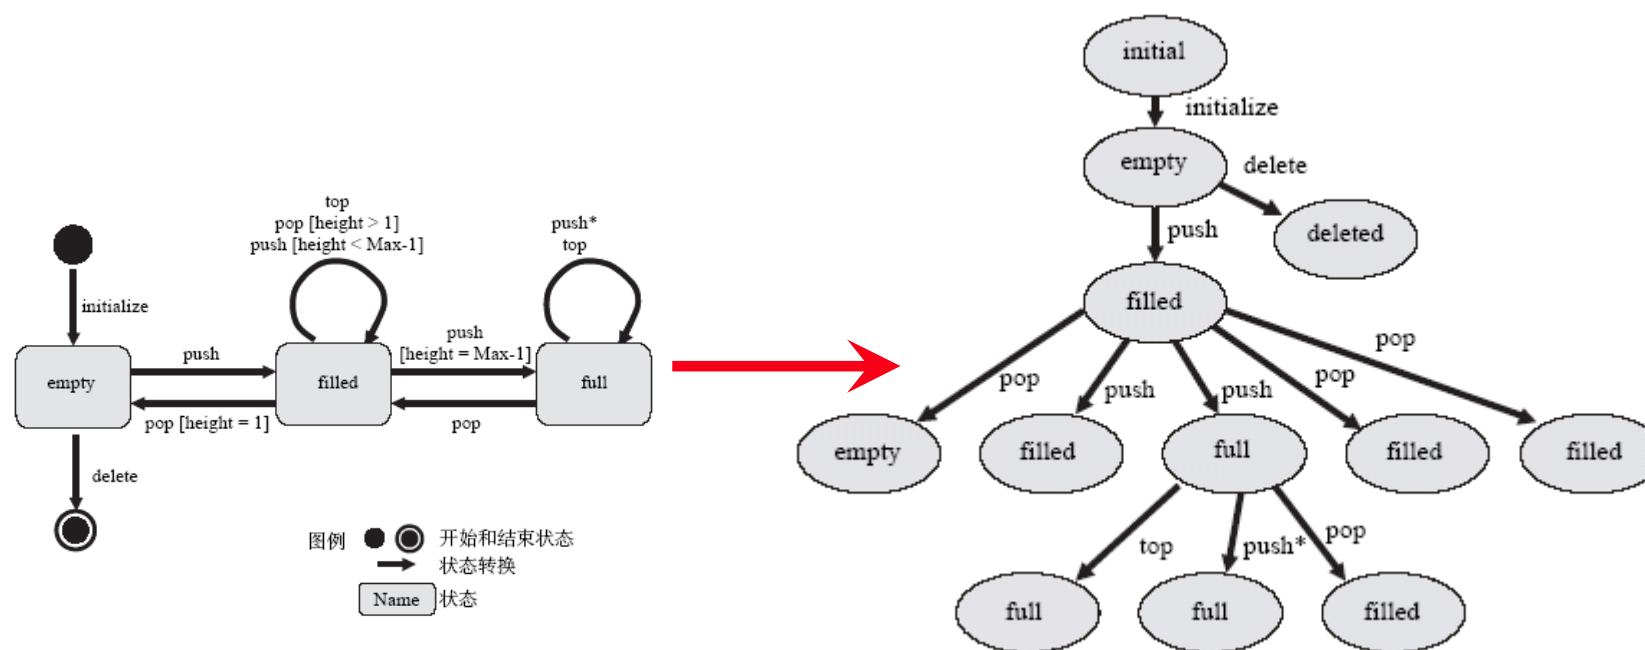 top
pop [height > 1]
push [height < Max-1]
push*
top
initialize
push
push
[height = Max-1]
empty
filled
full
pop [height = 1]
pop
delete
图例
开始和结束状态
状态转换
Name
状态
initial
initialize
empty
delete
push
deleted
filled
pop
push
push
pop
pop
empty
filled
full
filled
filled
top
push*
pop
full
full
filled